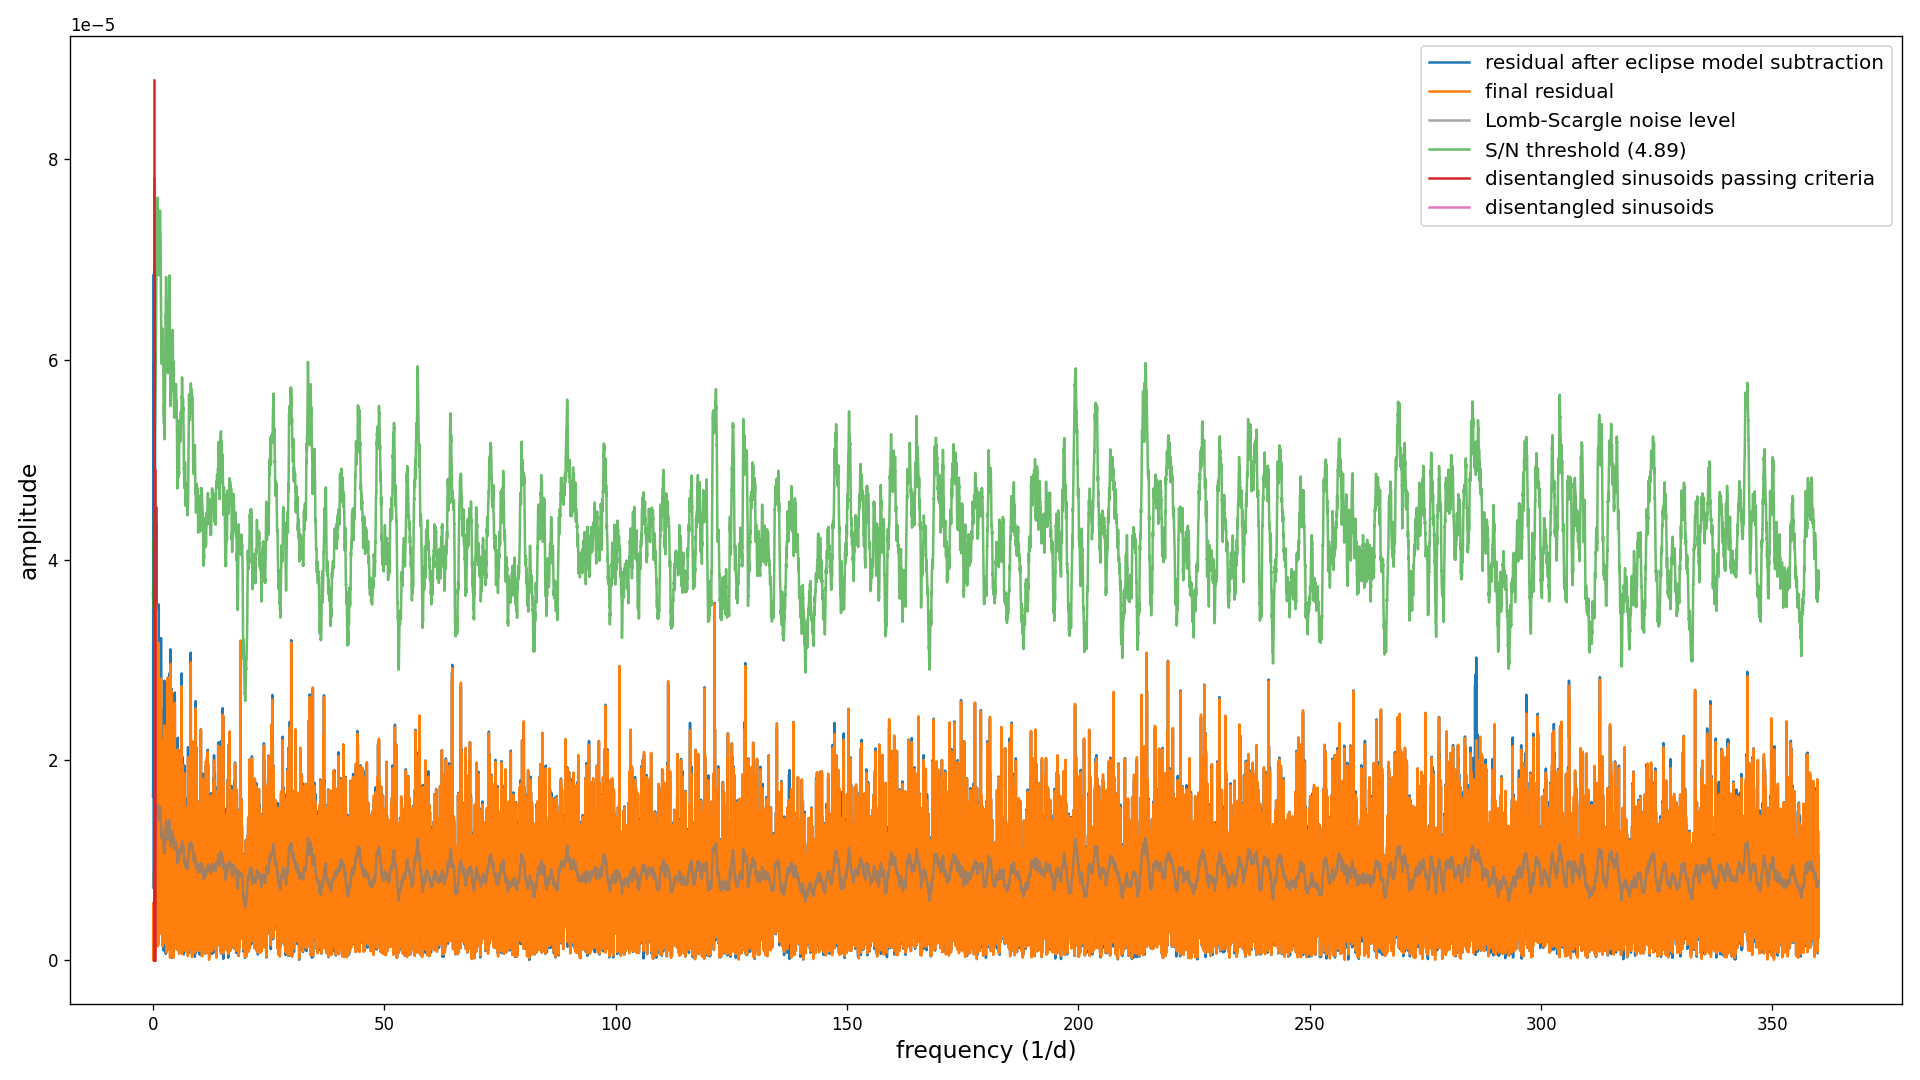 1e−5
residual after eclipse model subtraction
final residual
Lomb-Scargle noise level
S/N threshold (4.89)
disentangled sinusoids passing criteria
disentangled sinusoids
8
6
4
2
0
amplitude
0 50 100 150 200 250 300 350
frequency (1/d)